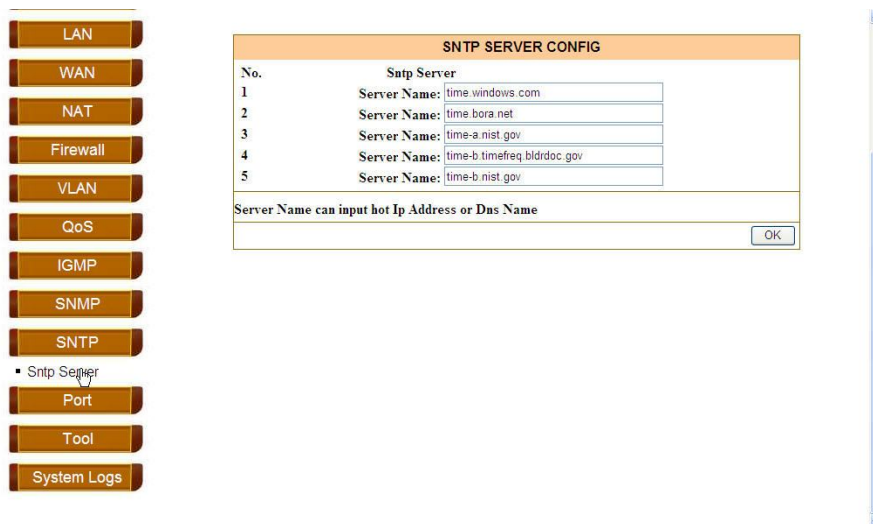 LAN
WAN
NAT
Firewall
VLAN
QoS
IGMP
SNMP
SNTP
Sntp Server
Port
Tool
System Logs
SNTP SERVER CONFIG
No. Sntp Server
1 Server Name: time.windows.com
2 Server Name: time.bora.net
3 Server Name: time-a.nist.gov
4 Server Name: time-b.timefreq.bldrdoc.gov
5 Server Name: time-b.nist.gov
Server Name can input hot Ip Address or Dns Name
OK